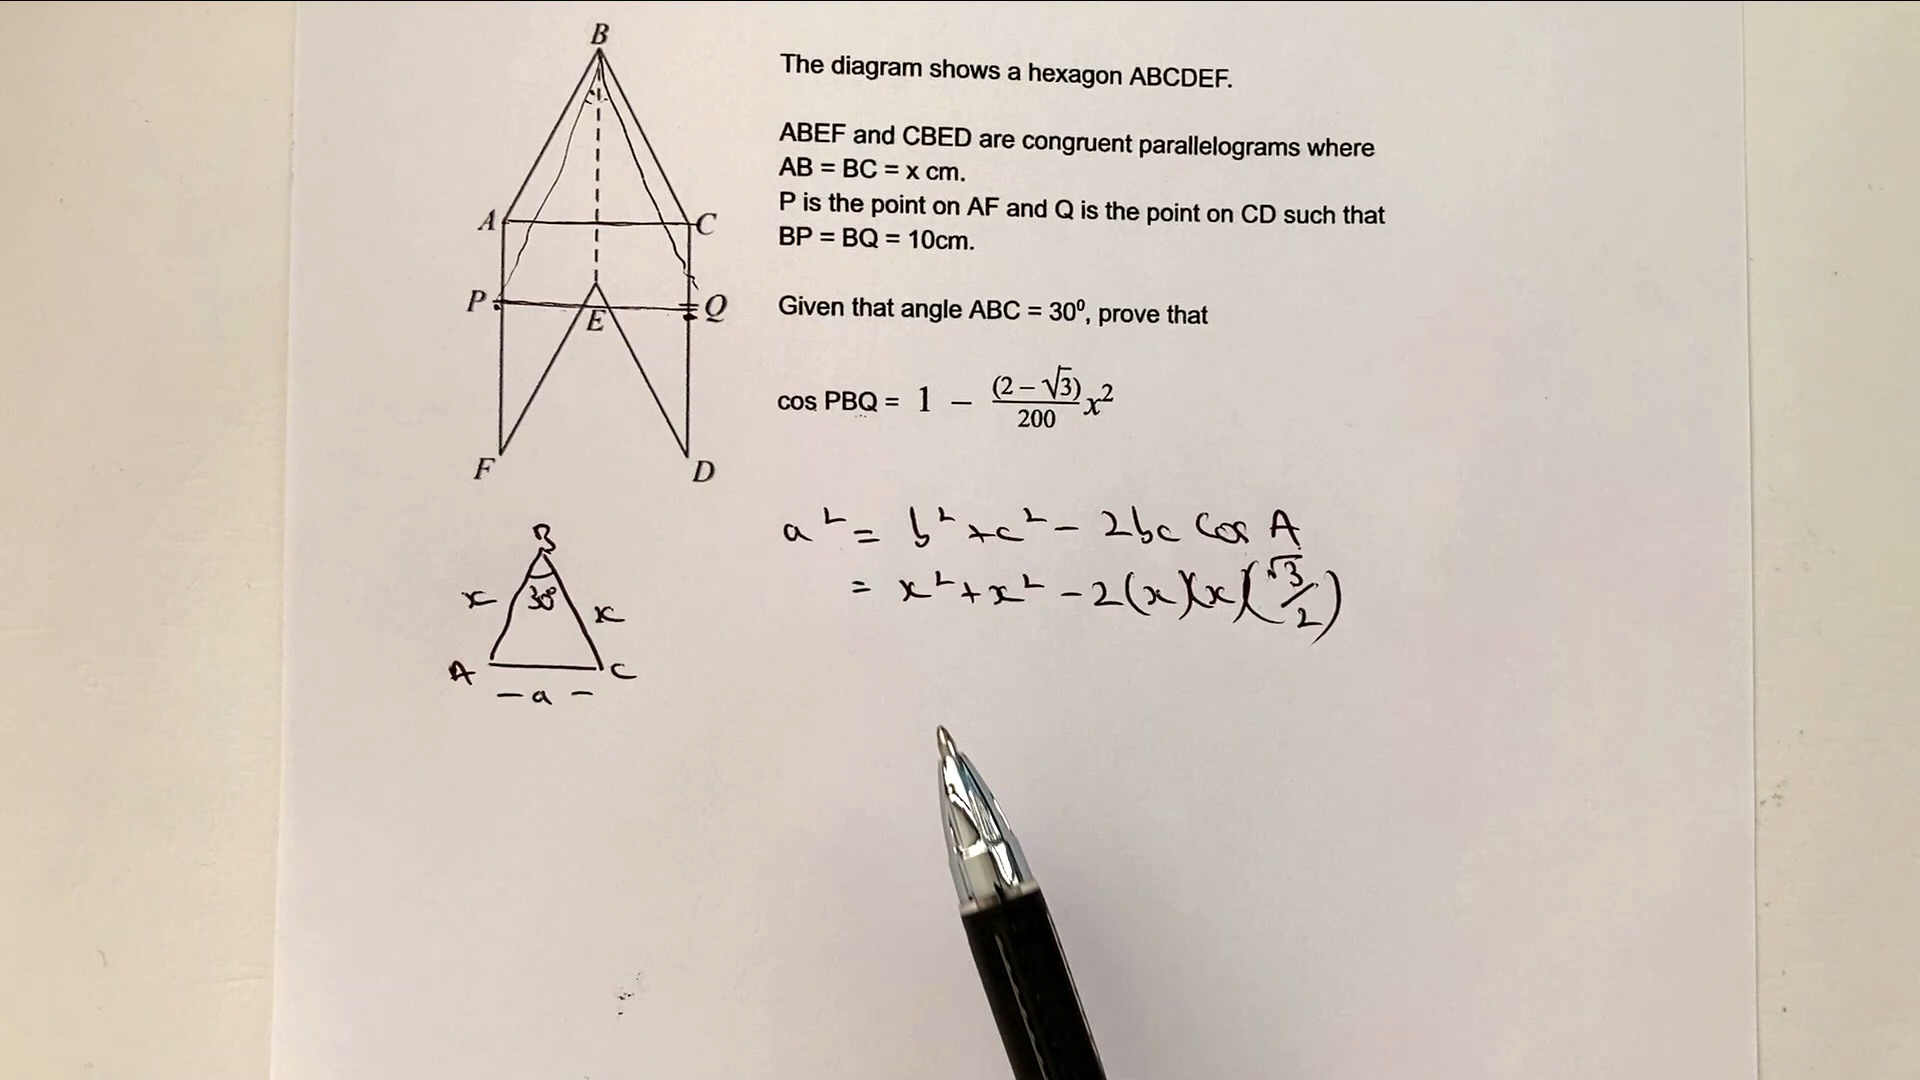 B
A
C
P
Q
E
F
D
The diagram shows a hexagon ABCDEF.
ABEF and CBED are congruent parallelograms where
AB = BC = x cm.
P is the point on AF and Q is the point on CD such that
BP = BQ = 10cm.
Given that angle ABC = 30⁰, prove that
cos PBQ = 1 − (2 − √3)/200 x²
B
x 30° x
A C
– a –
a² = b² + c² − 2bc Cos A
= x² + x² − 2(x)(x)(√3/2)